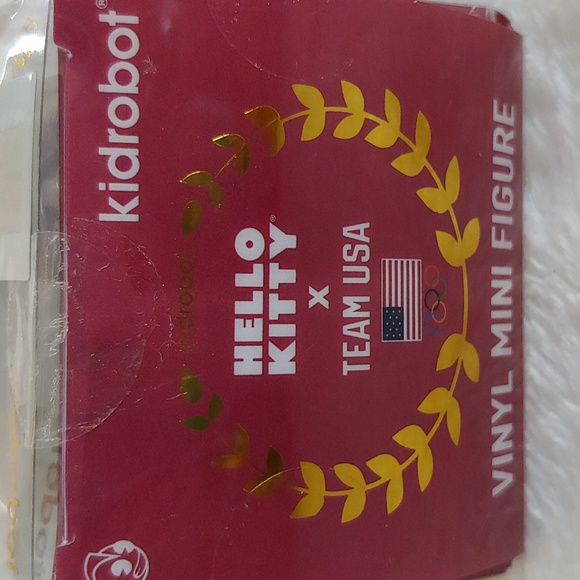 kidrobot®
HELLO
KITTY®
X
TEAM USA
VINYL MINI FIGURE